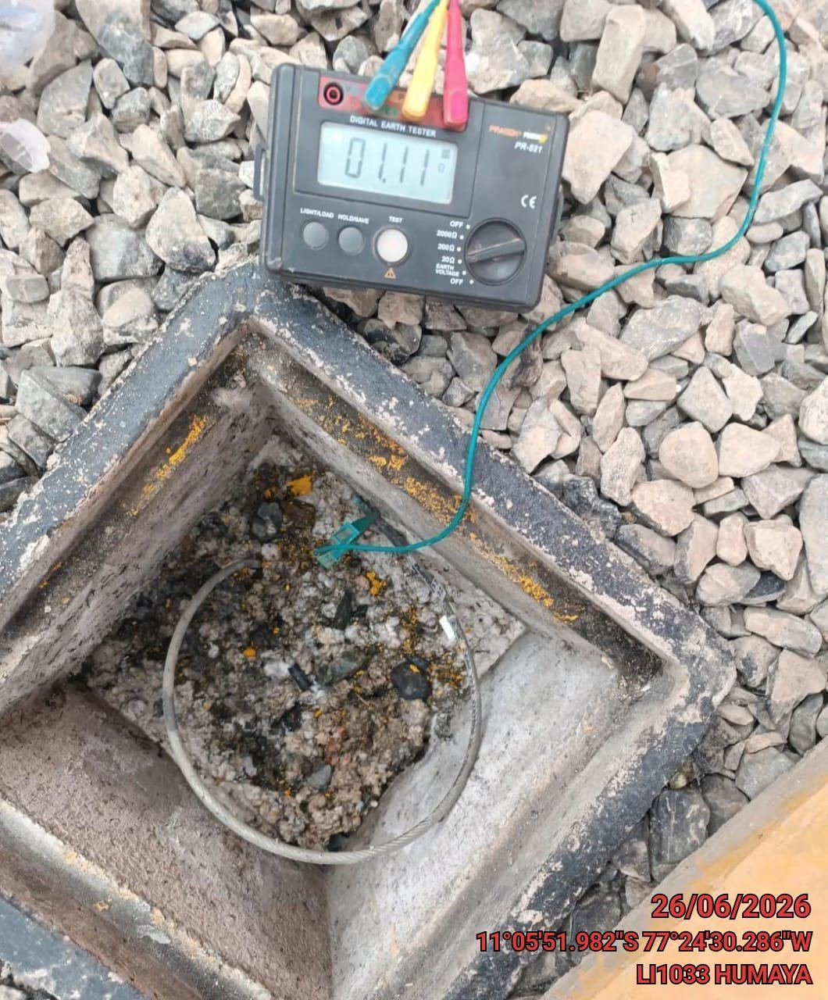 DIGITAL EARTH TESTER
PRASEK
PR-521
01.11
Ω
CE
LIGHT/LOAD HOLD/SAVE TEST
OFF
2000Ω
200Ω
20Ω
EARTH VOLTAGE
OFF
26/06/2026
11°05'51.982"S 77°24'30.286"W
LI1033 HUMAYA